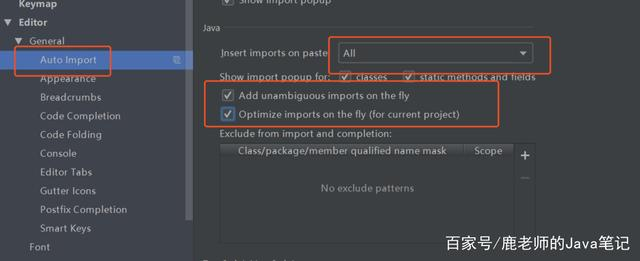 Keymap
Editor
General
Auto Import
Appearance
Breadcrumbs
Code Completion
Code Folding
Console
Editor Tabs
Gutter Icons
Postfix Completion
Smart Keys
Font
Show import popup
Java
Insert imports on paste
All
Show import popup for: classes static methods and fields
Add unambiguous imports on the fly
Optimize imports on the fly (for current project)
Exclude from import and completion:
Class/package/member qualified name mask Scope
No exclude patterns
百家号/鹿老师的Java笔记